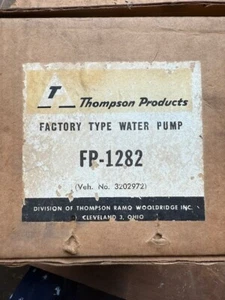 T Thompson Products
FACTORY TYPE WATER PUMP
FP-1282
(Veh. No. 3202972)
DIVISION OF THOMPSON RAMO WOOLDRIDGE INC.
CLEVELAND 3, OHIO